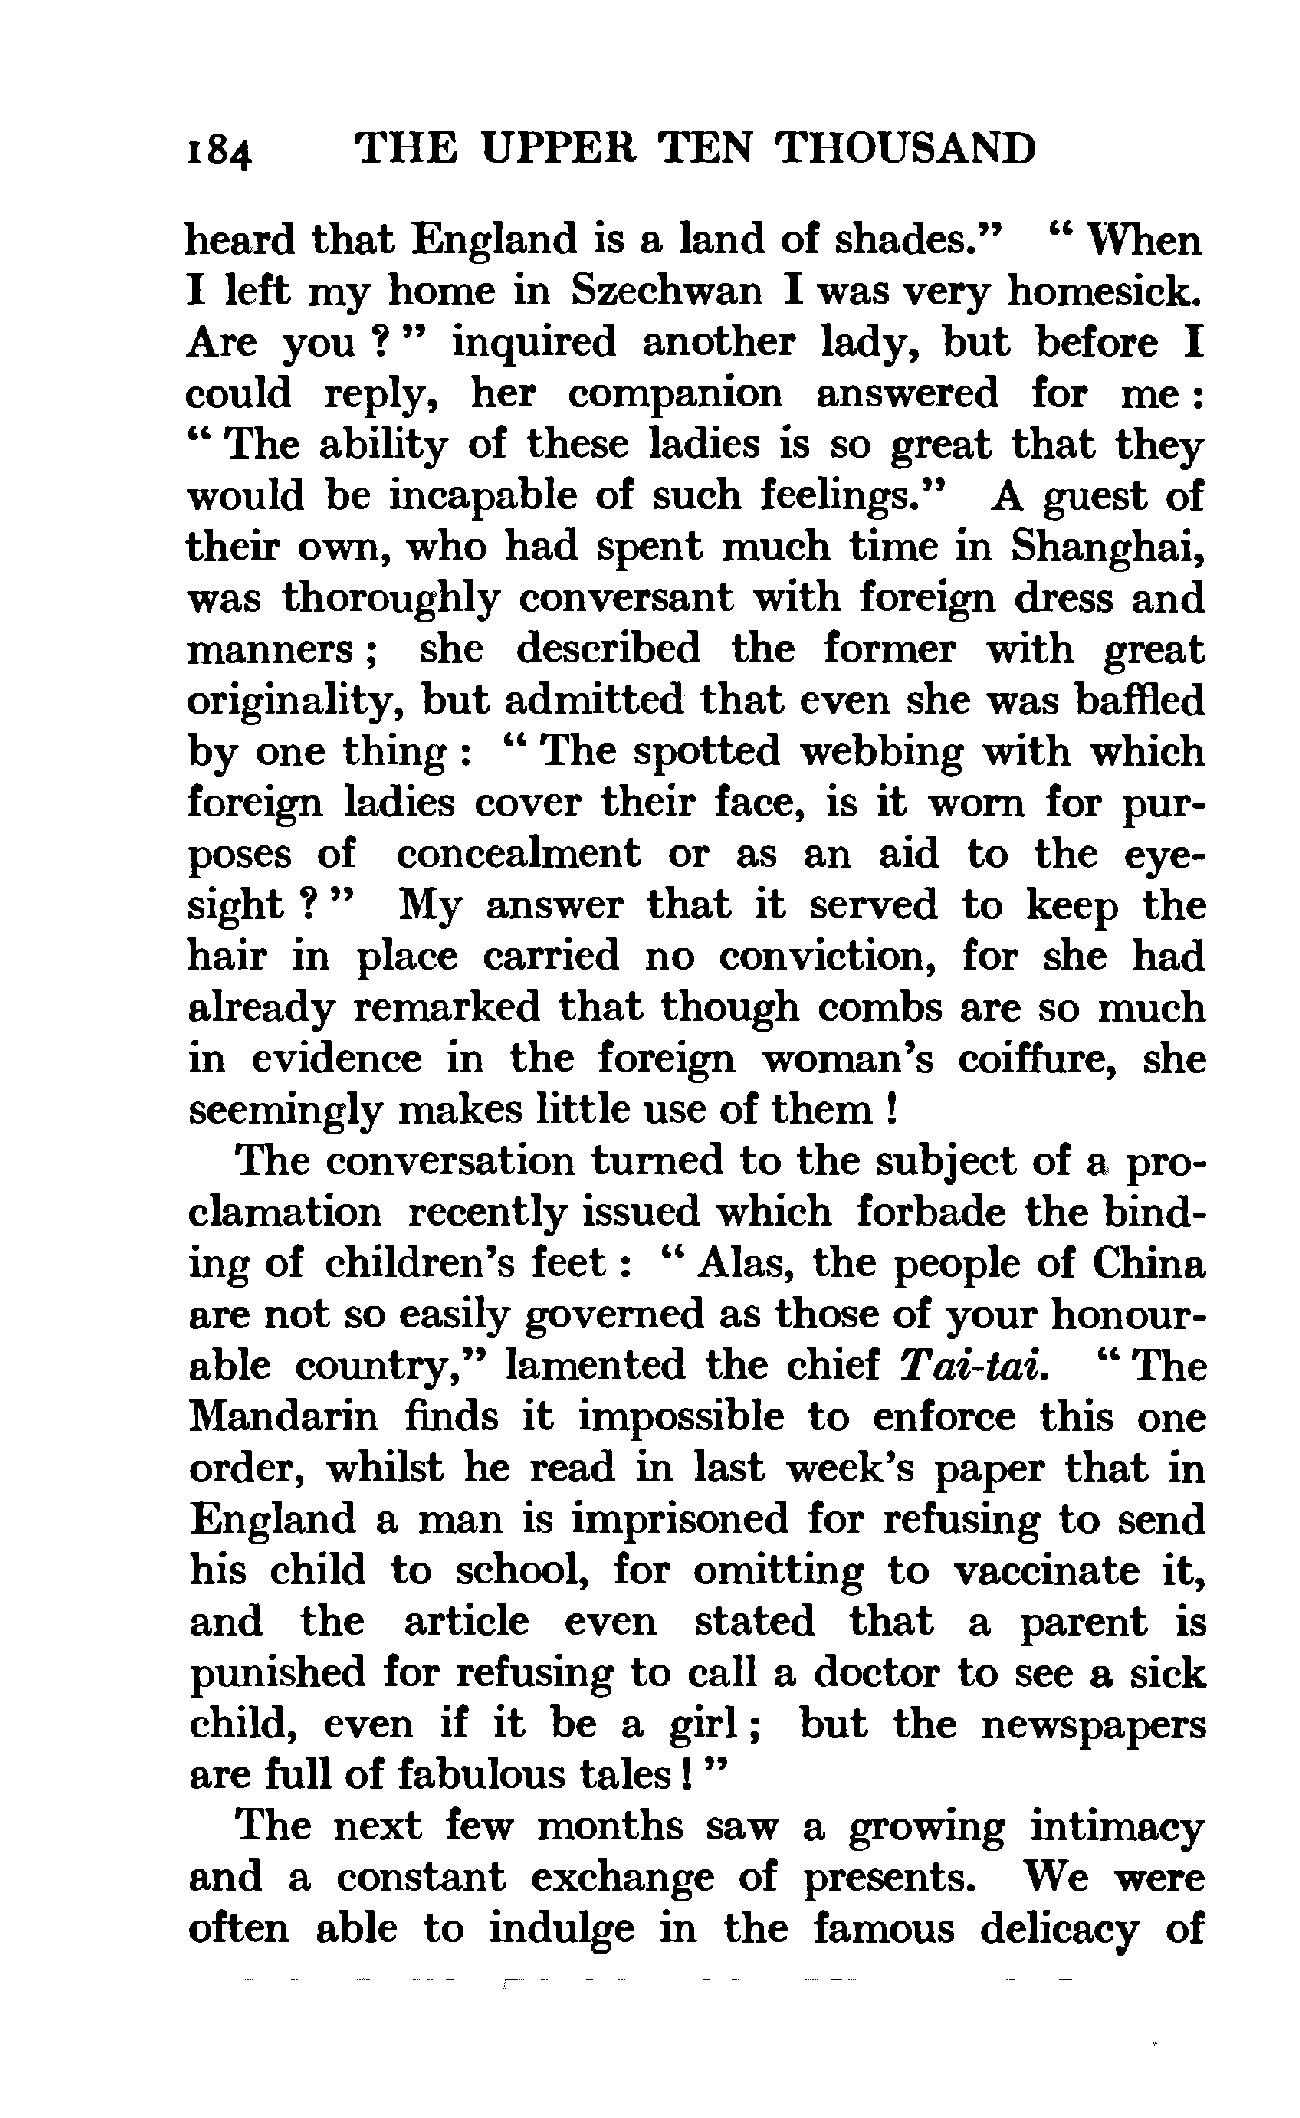 184 THE UPPER TEN THOUSAND
heard that England is a land of shades.” “ When
I left my home in Szechwan I was very homesick.
Are you ? ” inquired another lady, but before I
could reply, her companion answered for me :
“ The ability of these ladies is so great that they
would be incapable of such feelings.” A guest of
their own, who had spent much time in Shanghai,
was thoroughly conversant with foreign dress and
manners ; she described the former with great
originality, but admitted that even she was baffled
by one thing : “ The spotted webbing with which
foreign ladies cover their face, is it worn for pur-
poses of concealment or as an aid to the eye-
sight ? ” My answer that it served to keep the
hair in place carried no conviction, for she had
already remarked that though combs are so much
in evidence in the foreign woman’s coiffure, she
seemingly makes little use of them !
The conversation turned to the subject of a pro-
clamation recently issued which forbade the bind-
ing of children’s feet : “ Alas, the people of China
are not so easily governed as those of your honour-
able country,” lamented the chief Tai-tai. “ The
Mandarin finds it impossible to enforce this one
order, whilst he read in last week’s paper that in
England a man is imprisoned for refusing to send
his child to school, for omitting to vaccinate it,
and the article even stated that a parent is
punished for refusing to call a doctor to see a sick
child, even if it be a girl ; but the newspapers
are full of fabulous tales ! ”
The next few months saw a growing intimacy
and a constant exchange of presents. We were
often able to indulge in the famous delicacy of